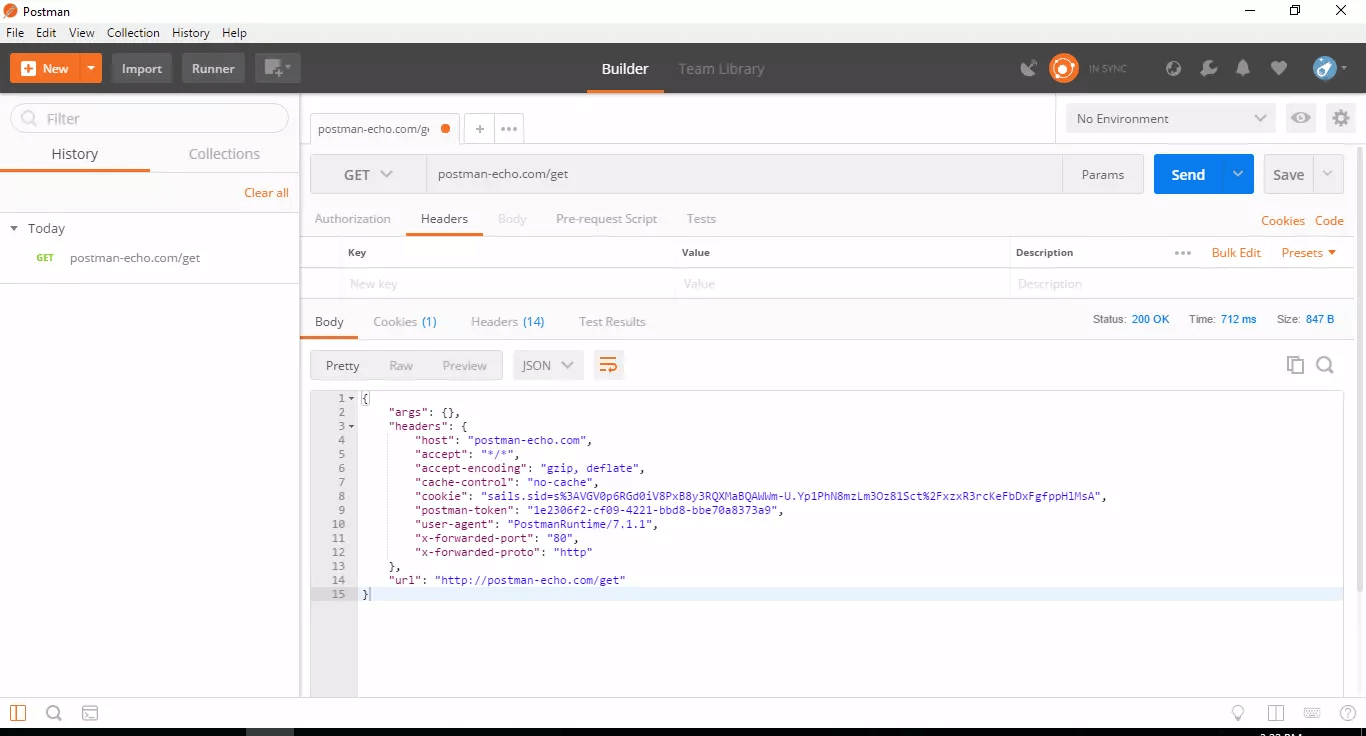 Postman
File Edit View Collection History Help
New Import Runner Builder Team Library IN SYNC
Filter
History Collections
Clear all
Today
GET postman-echo.com/get
postman-echo.com/g + ••• No Environment
GET postman-echo.com/get Params Send Save
Authorization Headers Body Pre-request Script Tests Cookies Code
Key Value Description ••• Bulk Edit Presets
New key Value Description
Body Cookies (1) Headers (14) Test Results Status: 200 OK Time: 712 ms Size: 847 B
Pretty Raw Preview JSON
1 {
2 "args": {},
3 "headers": {
4 "host": "postman-echo.com",
5 "accept": "*/*",
6 "accept-encoding": "gzip, deflate",
7 "cache-control": "no-cache",
8 "cookie": "sails.sid=s%3AVGV0p6RGd0iV8PxB8y3RQXMaBQAWWm-U.Yp1PhN8mzLm3Oz81Sct%2FxzxR3rcKeFbDxFgfppHlMsA",
9 "postman-token": "1e2306f2-cf09-4221-bbd8-bbe70a8373a9",
10 "user-agent": "PostmanRuntime/7.1.1",
11 "x-forwarded-port": "80",
12 "x-forwarded-proto": "http"
13 },
14 "url": "http://postman-echo.com/get"
15 }